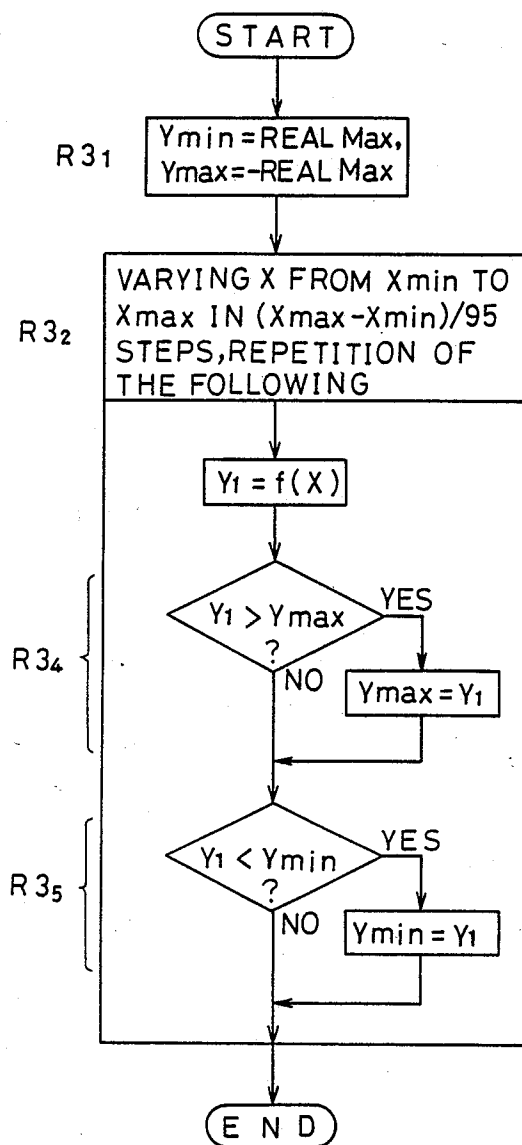 START
R3₁
Ymin=REAL Max,
Ymax=-REAL Max
R3₂
VARYING X FROM Xmin TO
Xmax IN (Xmax-Xmin)/95
STEPS,REPETITION OF
THE FOLLOWING
Y₁ = f(X)
R3₄
Y₁ > Ymax
?
YES
NO
Ymax=Y₁
R3₅
Y₁ < Ymin
?
YES
NO
Ymin=Y₁
END